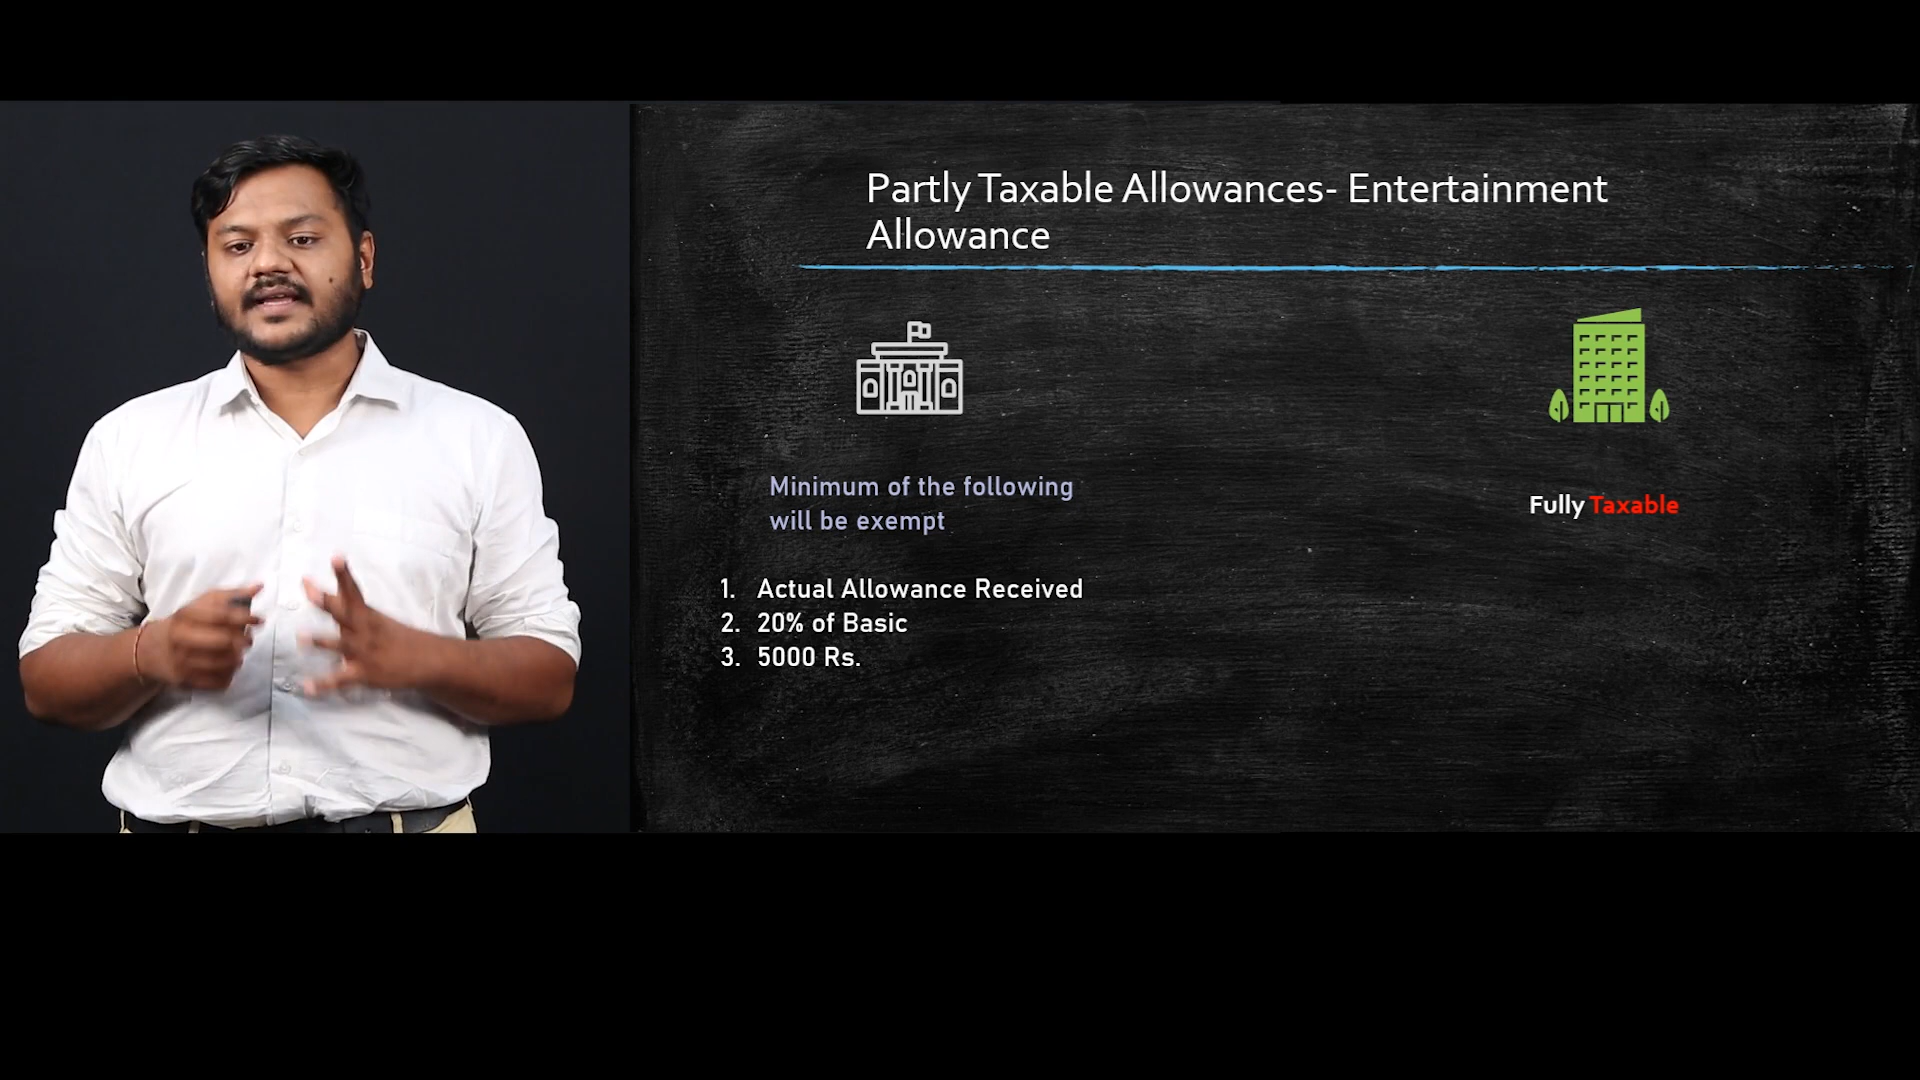 Partly Taxable Allowances- Entertainment
Allowance
Minimum of the following
will be exempt
1. Actual Allowance Received
2. 20% of Basic
3. 5000 Rs.
Fully Taxable